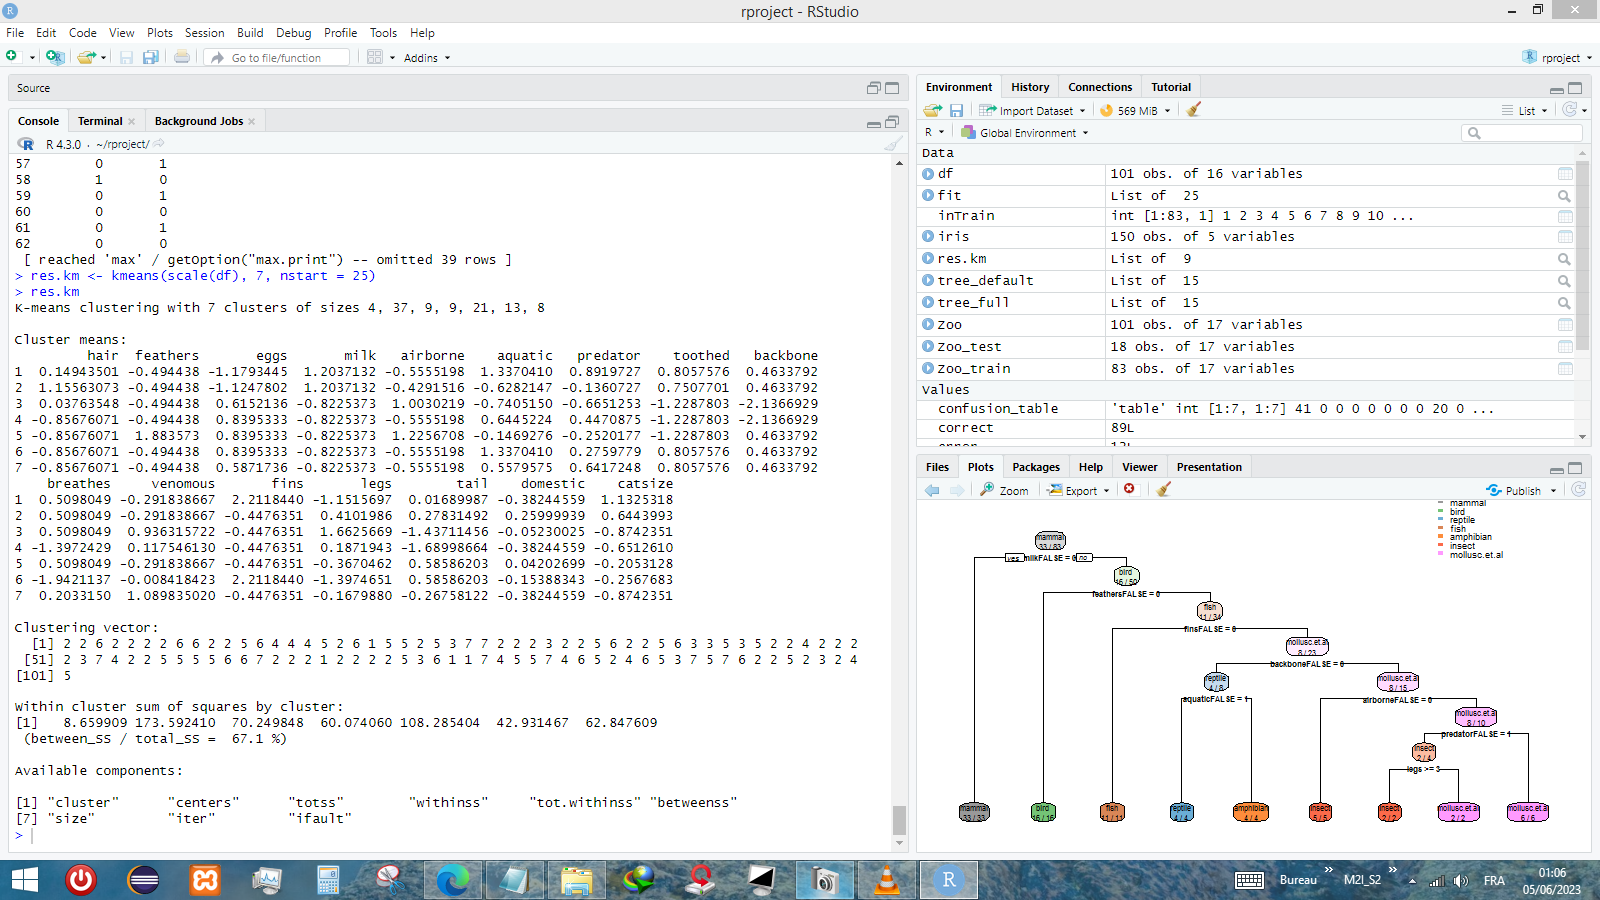 rproject - RStudio
File Edit Code View Plots Session Build Debug Profile Tools Help
Go to file/function Addins rproject
Source
Console Terminal Background Jobs
R 4.3.0 · ~/rproject/
57 0 1
58 1 0
59 0 1
60 0 0
61 0 1
62 0 0
[ reached 'max' / getOption("max.print") -- omitted 39 rows ]
> res.km <- kmeans(scale(df), 7, nstart = 25)
> res.km
K-means clustering with 7 clusters of sizes 4, 37, 9, 9, 21, 13, 8
Cluster means:
hair feathers eggs milk airborne aquatic predator toothed backbone
1 0.14943501 -0.494438 -1.1793445 1.2037132 -0.5555198 1.3370410 0.8919727 0.8057576 0.4633792
2 1.15563073 -0.494438 -1.1247802 1.2037132 -0.4291516 -0.6282147 -0.1360727 0.7507701 0.4633792
3 0.03763548 -0.494438 0.6152136 -0.8225373 1.0030219 -0.7405150 -0.6651253 -1.2287803 -2.1366929
4 -0.85676071 -0.494438 0.8395333 -0.8225373 -0.5555198 0.6445224 0.4470875 -1.2287803 -2.1366929
5 -0.85676071 1.883573 0.8395333 -0.8225373 1.2256708 -0.1469276 -0.2520177 -1.2287803 0.4633792
6 -0.85676071 -0.494438 0.8395333 -0.8225373 -0.5555198 1.3370410 0.2759779 0.8057576 0.4633792
7 -0.85676071 -0.494438 0.5871736 -0.8225373 -0.5555198 0.5579575 0.6417248 0.8057576 0.4633792
breathes venomous fins legs tail domestic catsize
1 0.5098049 -0.291838667 2.2118440 -1.1515697 0.01689987 -0.38244559 1.1325318
2 0.5098049 -0.291838667 -0.4476351 0.4101986 0.27831492 0.25999939 0.6443993
3 0.5098049 0.936315722 -0.4476351 1.6625669 -1.43711456 -0.05230025 -0.8742351
4 -1.3972429 0.117546130 -0.4476351 0.1871943 -1.68998664 -0.38244559 -0.6512610
5 0.5098049 -0.291838667 -0.4476351 -0.3670462 0.58586203 0.04202699 -0.2053128
6 -1.9421137 -0.008418423 2.2118440 -1.3974651 0.58586203 -0.15388343 -0.2567683
7 0.2033150 1.089835020 -0.4476351 -0.1679880 -0.26758122 -0.38244559 -0.8742351
Clustering vector:
[1] 2 2 6 2 2 2 2 6 6 2 2 5 6 4 4 4 5 2 6 1 5 5 2 5 3 7 7 2 2 2 3 2 2 5 6 2 2 5 6 3 3 5 3 5 2 2 4 2 2 2
[51] 2 3 7 4 2 2 5 5 5 5 6 6 7 2 2 2 1 2 2 2 2 5 3 6 1 1 7 4 5 5 7 4 6 5 2 4 6 5 3 7 5 7 6 2 2 5 2 3 2 4
[101] 5
Within cluster sum of squares by cluster:
[1] 8.659909 173.592410 70.249848 60.074060 108.285404 42.931467 62.847609
(between_SS / total_SS = 67.1 %)
Available components:
[1] "cluster" "centers" "totss" "withinss" "tot.withinss" "betweenss"
[7] "size" "iter" "ifault"
>
Environment History Connections Tutorial
Import Dataset 569 MiB List
R Global Environment
Data
df 101 obs. of 16 variables
fit List of 25
inTrain int [1:83, 1] 1 2 3 4 5 6 7 8 9 10 ...
iris 150 obs. of 5 variables
res.km List of 9
tree_default List of 15
tree_full List of 15
Zoo 101 obs. of 17 variables
Zoo_test 18 obs. of 17 variables
Zoo_train 83 obs. of 17 variables
Values
confusion_table 'table' int [1:7, 1:7] 41 0 0 0 0 0 0 0 20 0 ...
correct 89L
Files Plots Packages Help Viewer Presentation
Zoom Export Publish
mammal
bird
reptile
fish
amphibian
insect
mollusc.et.al
mammal
33 / 83
yes milkFALSE = 0 no
bird
16 / 50
feathersFALSE = 0
fish
11 / 34
finsFALSE = 0
mollusc.et.al
8 / 23
backboneFALSE = 0
reptile
4 / 8
mollusc.et.al
8 / 15
aquaticFALSE = 1
airborneFALSE = 0
mollusc.et.al
8 / 10
predatorFALSE = 1
insect
2 / 4
legs >= 3
mammal bird fish reptile amphibian insect insect mollusc.et.al mollusc.et.al
33 / 33 16 / 16 11 / 11 4 / 4 4 / 4 5 / 5 2 / 2 2 / 2 6 / 6
Bureau M2I_S2 FRA 01:06
05/06/2023